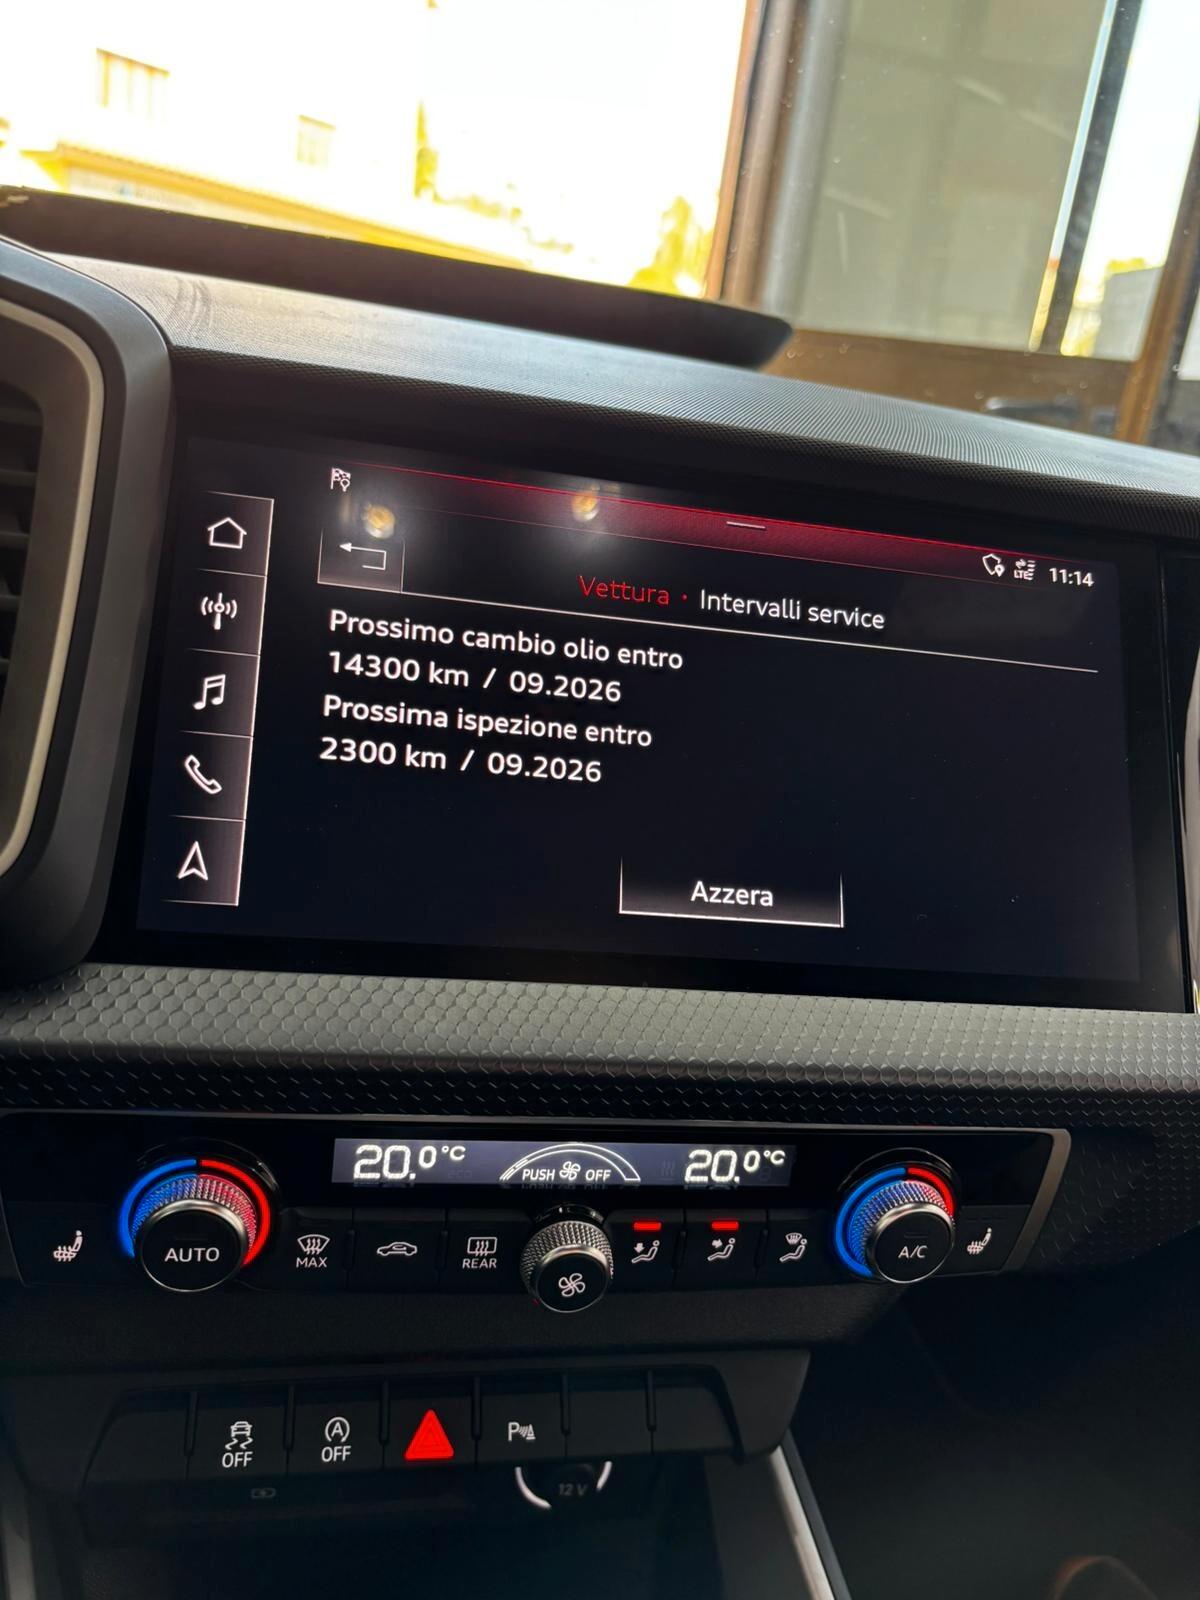 LTE 11:14
Vettura · Intervalli service
Prossimo cambio olio entro
14300 km / 09.2026
Prossima ispezione entro
2300 km / 09.2026
Azzera
20.0°C PUSH OFF 20.0°C
AUTO MAX REAR A/C
OFF A OFF P
12 V